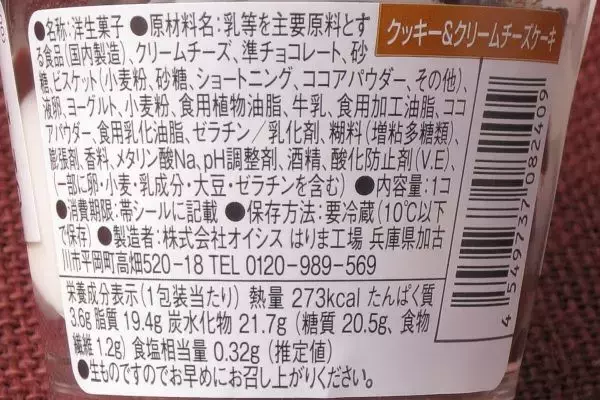 ●名称:洋生菓子 ●原材料名:乳等を主要原料とす
る食品(国内製造)、クリームチーズ、準チョコレート、砂
糖、ビスケット(小麦粉、砂糖、ショートニング、ココアパウダー、その他)、
液卵、ヨーグルト、小麦粉、食用植物油脂、牛乳、食用加工油脂、ココ
アパウダー、食用乳化油脂、ゼラチン/乳化剤、糊料(増粘多糖類)、
膨張剤、香料、メタリン酸Na、pH調整剤、酒精、酸化防止剤(V.E)、
(一部に卵・小麦・乳成分・大豆・ゼラチンを含む) ●内容量:1コ
●消費期限:帯シールに記載 ●保存方法:要冷蔵(10℃以下
で保存) ●製造者:株式会社オイシス はりま工場 兵庫県加古
川市平岡町高畑520-18 TEL 0120-989-569
栄養成分表示(1包装当たり) 熱量 273kcal たんぱく質
3.6g 脂質 19.4g 炭水化物 21.7g (糖質 20.5g、食物
繊維 1.2g) 食塩相当量 0.32g (推定値)
●生ものですのでお早めにお召し上がりください。
クッキー&クリームチーズケーキ
4 549737 082409